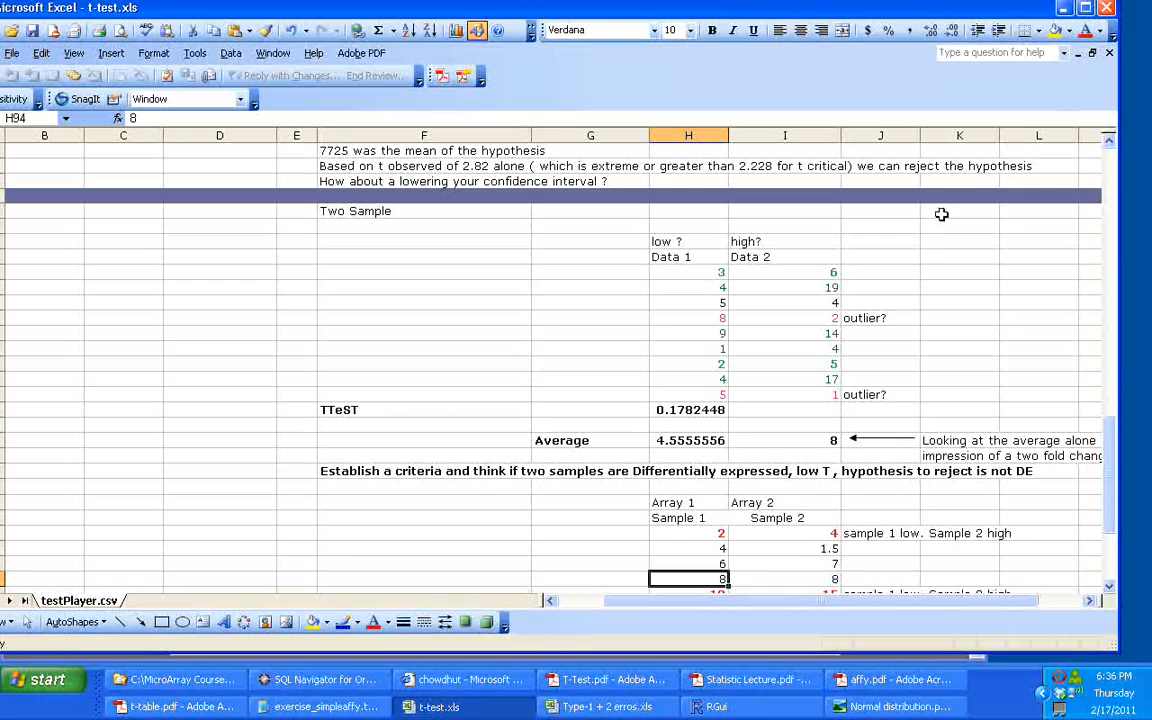 Microsoft Excel - t-test.xls
Verdana 10 B I U $ % ,
File Edit View Insert Format Tools Data Window Help Adobe PDF Type a question for help
Reply with Changes... End Review...
sitivity SnagIt Window
H94 fx 8
B C D E F G H I J K L
7725 was the mean of the hypothesis
Based on t observed of 2.82 alone ( which is extreme or greater than 2.228 for t critical) we can reject the hypothesis
How about a lowering your confidence interval ?
Two Sample
low ? high?
Data 1 Data 2
3 6
4 19
5 4
8 2 outlier?
9 14
1 4
2 5
4 17
5 1 outlier?
TTeST 0.1782448
Average 4.5555556 8 Looking at the average alone
impression of a two fold chang
Establish a criteria and think if two samples are Differentially expressed, low T , hypothesis to reject is not DE
Array 1 Array 2
Sample 1 Sample 2
2 4 sample 1 low. Sample 2 high
4 1.5
6 7
8 8
testPlayer.csv
AutoShapes
start C:\MicroArray Course... SQL Navigator for Or... chowdhut - Microsoft ... T-Test.pdf - Adobe A... Statistic Lecture.pdf -... affy.pdf - Adobe Acr... 6:36 PM
Thursday
t-table.pdf - Adobe A... exercise_simpleaffy.t... t-test.xls Type-1 + 2 erros.xls RGui Normal distribution.p... 2/17/2011